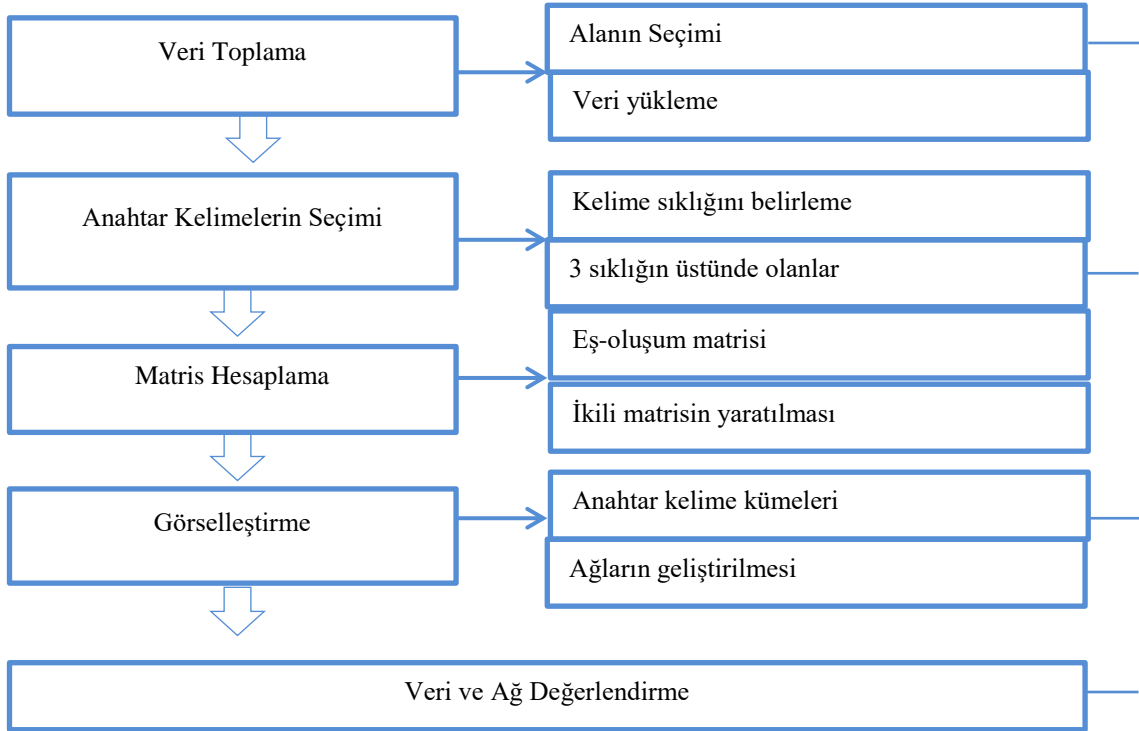 Veri Toplama
Alanın Seçimi
Veri yükleme
Anahtar Kelimelerin Seçimi
Kelime sıklığını belirleme
3 sıklığın üstünde olanlar
Matris Hesaplama
Eş-oluşum matrisi
İkili matrisin yaratılması
Görselleştirme
Anahtar kelime kümeleri
Ağların geliştirilmesi
Veri ve Ağ Değerlendirme